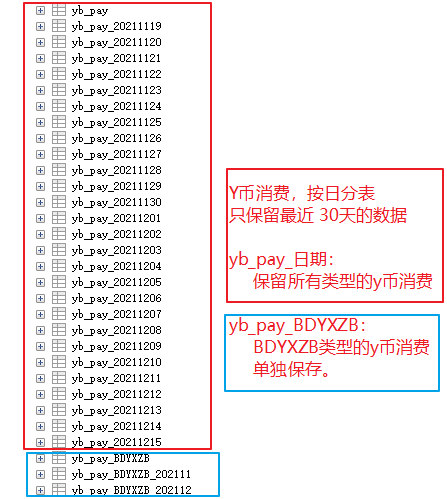 yb_pay
yb_pay_20211119
yb_pay_20211120
yb_pay_20211121
yb_pay_20211122
yb_pay_20211123
yb_pay_20211124
yb_pay_20211125
yb_pay_20211126
yb_pay_20211127
yb_pay_20211128
yb_pay_20211129
yb_pay_20211130
yb_pay_20211201
yb_pay_20211202
yb_pay_20211203
yb_pay_20211204
yb_pay_20211205
yb_pay_20211206
yb_pay_20211207
yb_pay_20211208
yb_pay_20211209
yb_pay_20211210
yb_pay_20211211
yb_pay_20211212
yb_pay_20211213
yb_pay_20211214
yb_pay_20211215
yb_pay_BDYXZB
yb_pay_BDYXZB_202111
yb_pay_BDYXZB_202112
Y币消费，按日分表
只保留最近 30天的数据
yb_pay_日期：
保留所有类型的y币消费
yb_pay_BDYXZB：
BDYXZB类型的y币消费
单独保存。